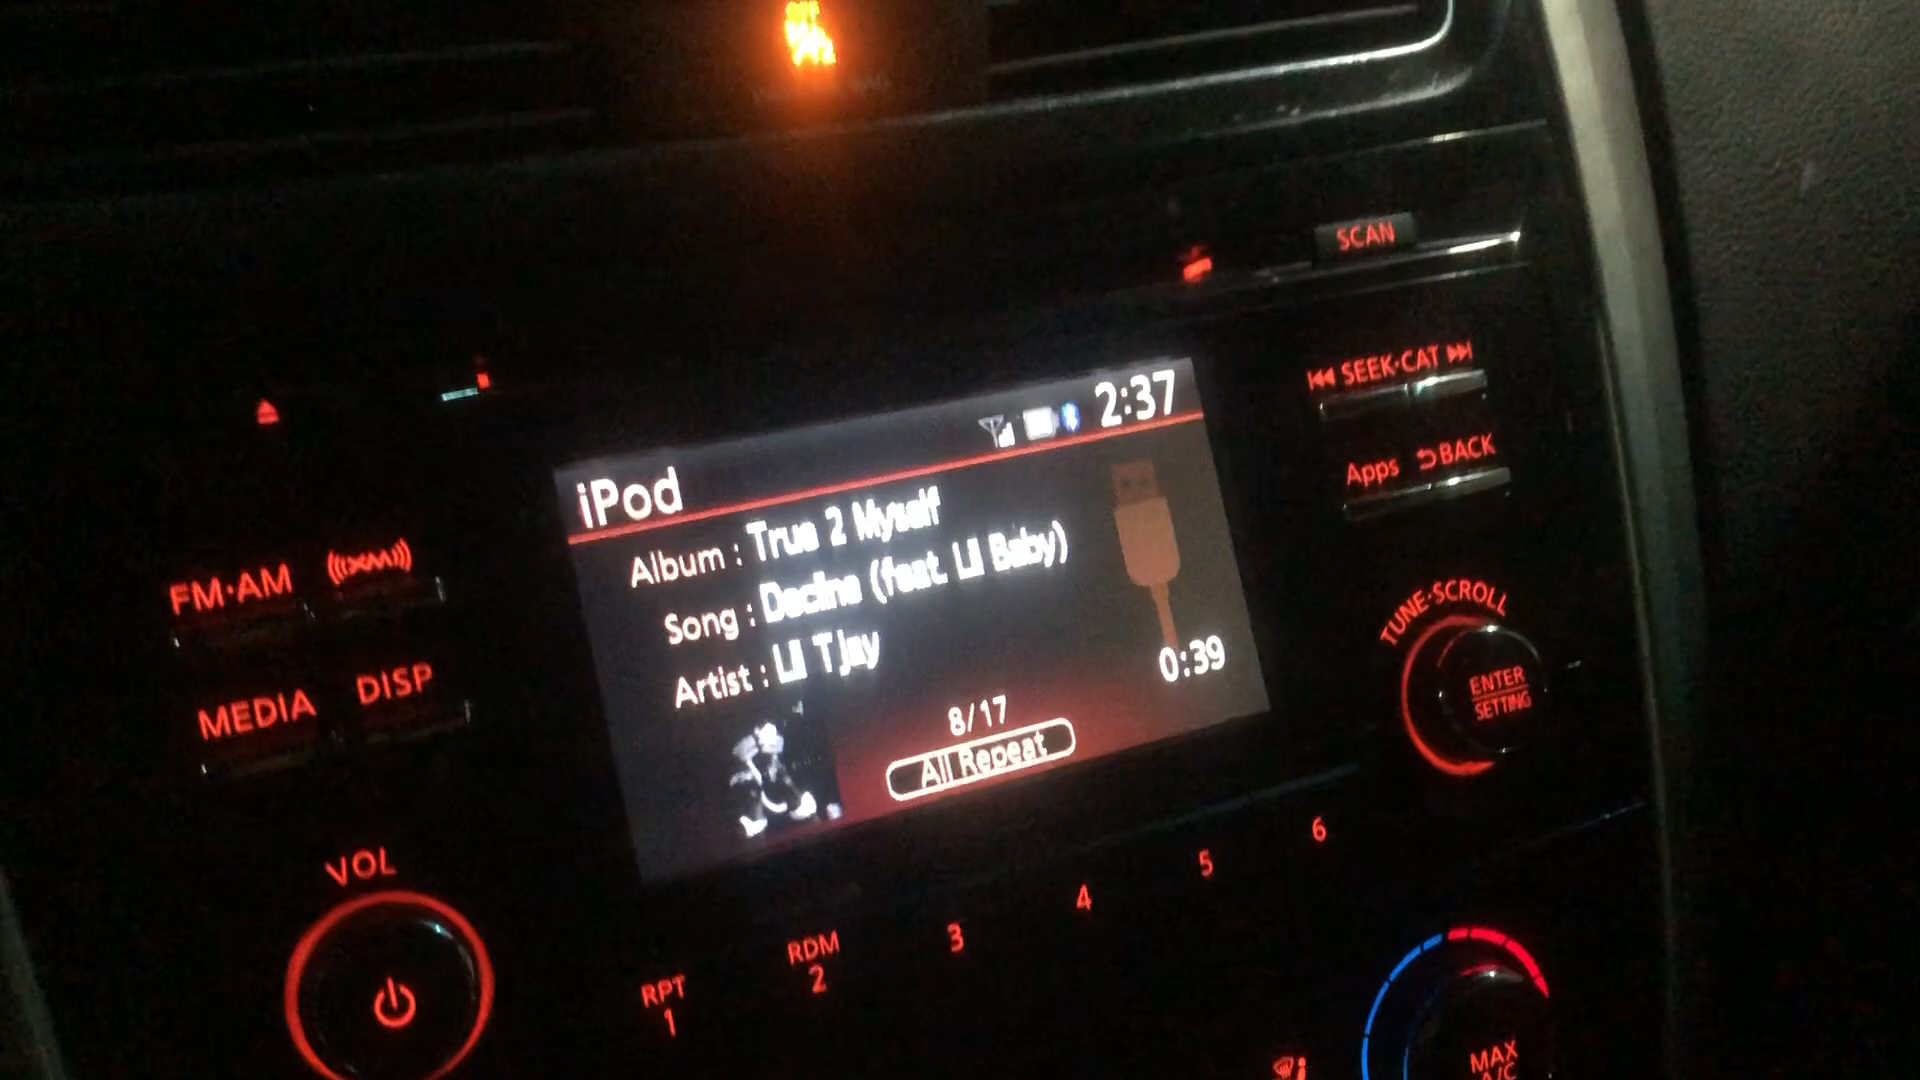 OFF
SCAN
SEEK·CAT
2:37
iPod
Apps BACK
Album : True 2 Myself
Song : Decline (feat. Lil Baby)
FM·AM
((XM))
Artist : Lil TJay
0:39
TUNE·SCROLL
MEDIA
DISP
ENTER
SETTING
8/17
All Repeat
VOL
RPT
1
RDM
2
3
4
5
6
MAX
A/C